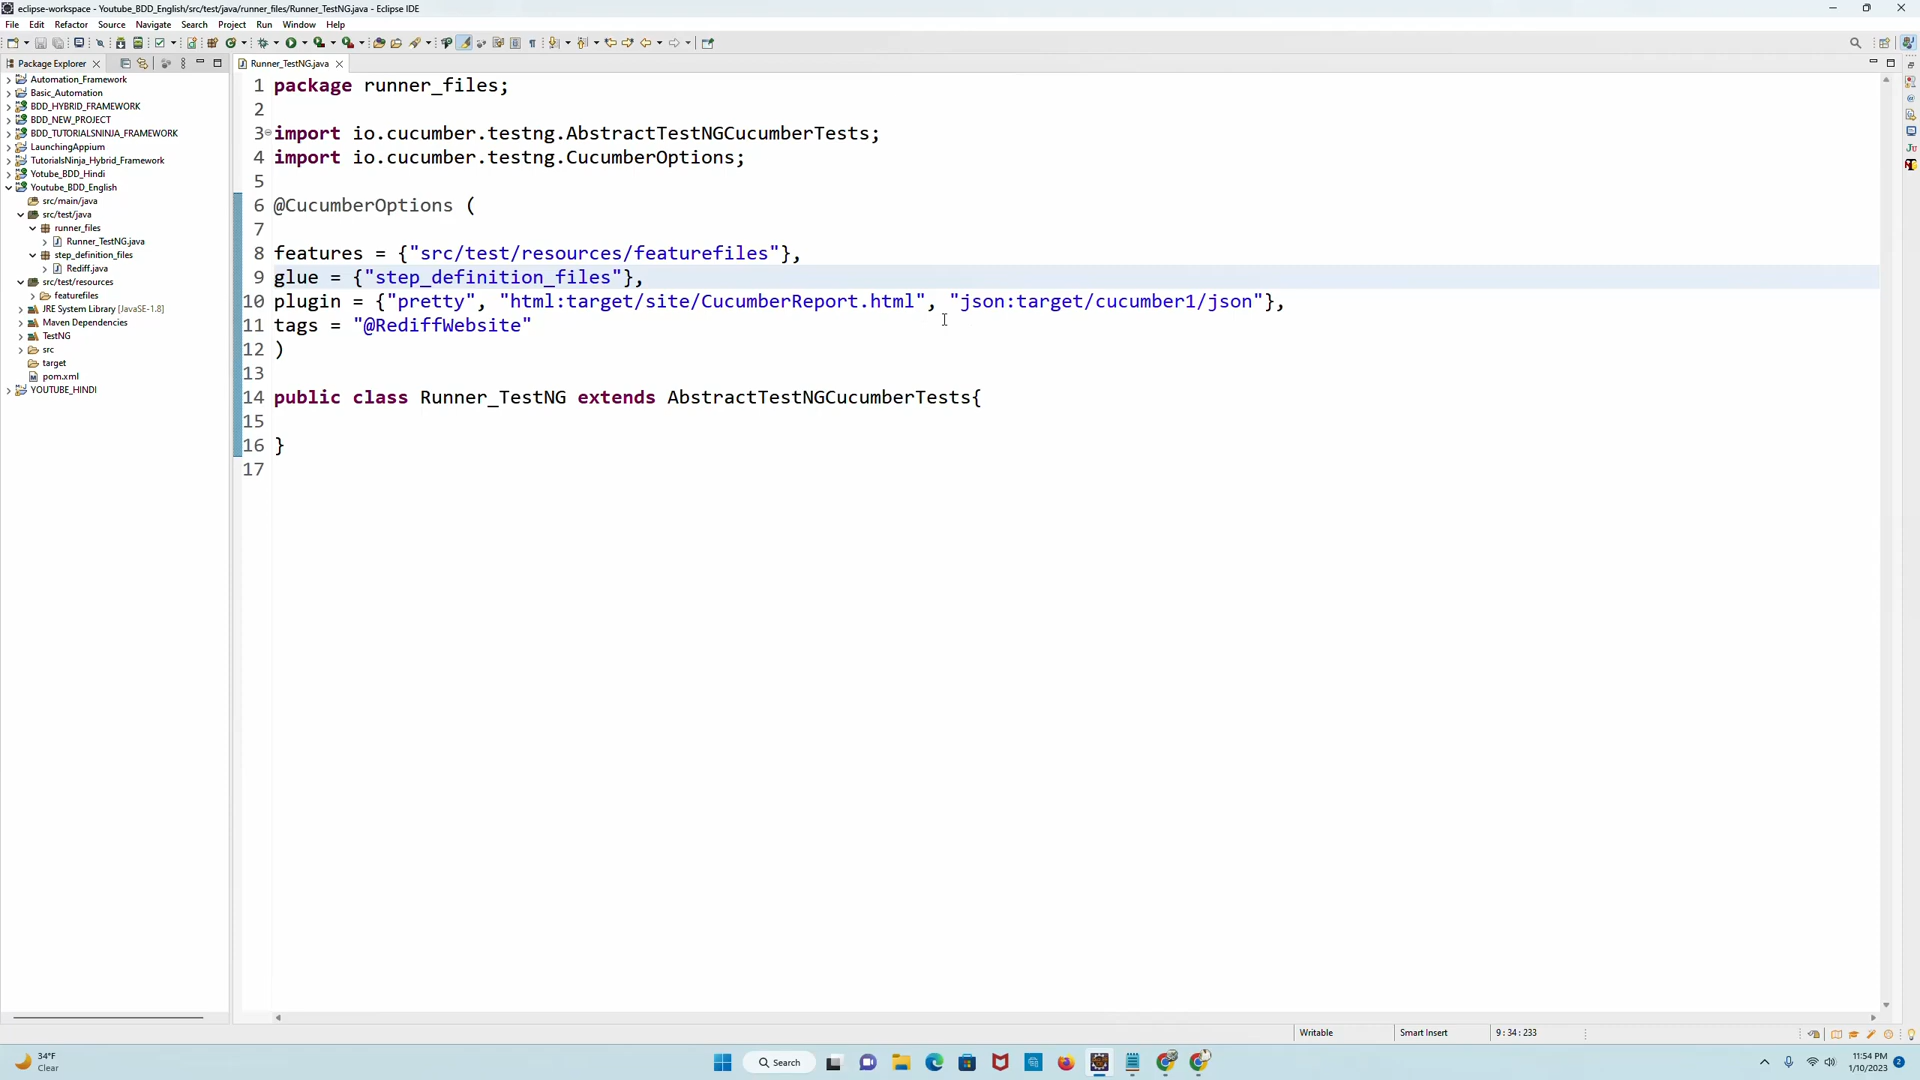 eclipse-workspace - Youtube_BDD_English/src/test/java/runner_files/Runner_TestNG.java - Eclipse IDE
File Edit Refactor Source Navigate Search Project Run Window Help
Package Explorer
Automation_Framework
Basic_Automation
BDD_HYBRID_FRAMEWORK
BDD_NEW_PROJECT
BDD_TUTORIALSNINJA_FRAMEWORK
LaunchingAppium
TutorialsNinja_Hybrid_Framework
Yotube_BDD_Hindi
Youtube_BDD_English
src/main/java
src/test/java
runner_files
Runner_TestNG.java
step_definition_files
Rediff.java
src/test/resources
featurefiles
JRE System Library [JavaSE-1.8]
Maven Dependencies
TestNG
src
target
pom.xml
YOUTUBE_HINDI
Runner_TestNG.java
1 package runner_files;
2
3 import io.cucumber.testng.AbstractTestNGCucumberTests;
4 import io.cucumber.testng.CucumberOptions;
5
6 @CucumberOptions (
7
8 features = {"src/test/resources/featurefiles"},
9 glue = {"step_definition_files"},
10 plugin = {"pretty", "html:target/site/CucumberReport.html", "json:target/cucumber1/json"},
11 tags = "@RediffWebsite"
12 )
13
14 public class Runner_TestNG extends AbstractTestNGCucumberTests{
15
16 }
17
Writable Smart Insert 9 : 34 : 233
34°F
Clear
Search
11:54 PM
1/10/2023
2